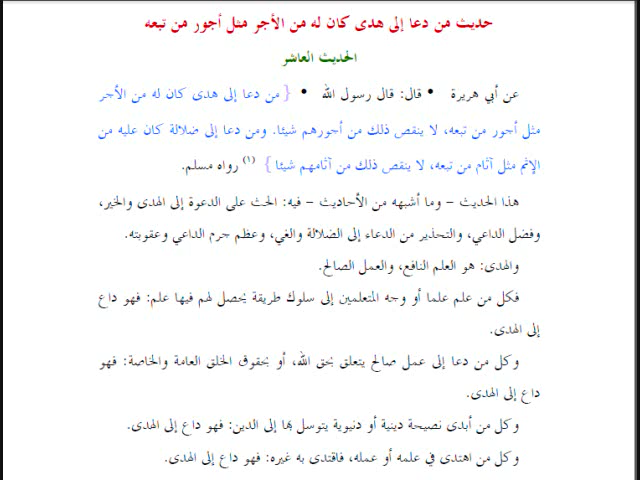 حديث من دعا إلى هدى كان له من الأجر مثل أجور من تبعه
الحديث العاشر
عن أبي هريرة • قال: قال رسول الله • { من دعا إلى هدى كان له من الأجر
مثل أجور من تبعه، لا ينقص ذلك من أجورهم شيئا. ومن دعا إلى ضلالة كان عليه من
الإثم مثل آثام من تبعه، لا ينقص ذلك من آثامهم شيئا } (١) رواه مسلم.
هذا الحديث – وما أشبهه من الأحاديث – فيه: الحث على الدعوة إلى الهدى والخير،
وفضل الداعي، والتحذير من الدعاء إلى الضلالة والغي، وعظم جرم الداعي وعقوبته.
والهدى: هو العلم النافع، والعمل الصالح.
فكل من علم علما أو وجه المتعلمين إلى سلوك طريقة يحصل لهم فيها علم: فهو داع
إلى الهدى.
وكل من دعا إلى عمل صالح يتعلق بحق الله، أو بحقوق الخلق العامة والخاصة: فهو
داع إلى الهدى.
وكل من أبدى نصيحة دينية أو دنيوية يتوسل بها إلى الدين: فهو داع إلى الهدى.
وكل من اهتدى في علمه أو عمله، فاقتدى به غيره: فهو داع إلى الهدى.